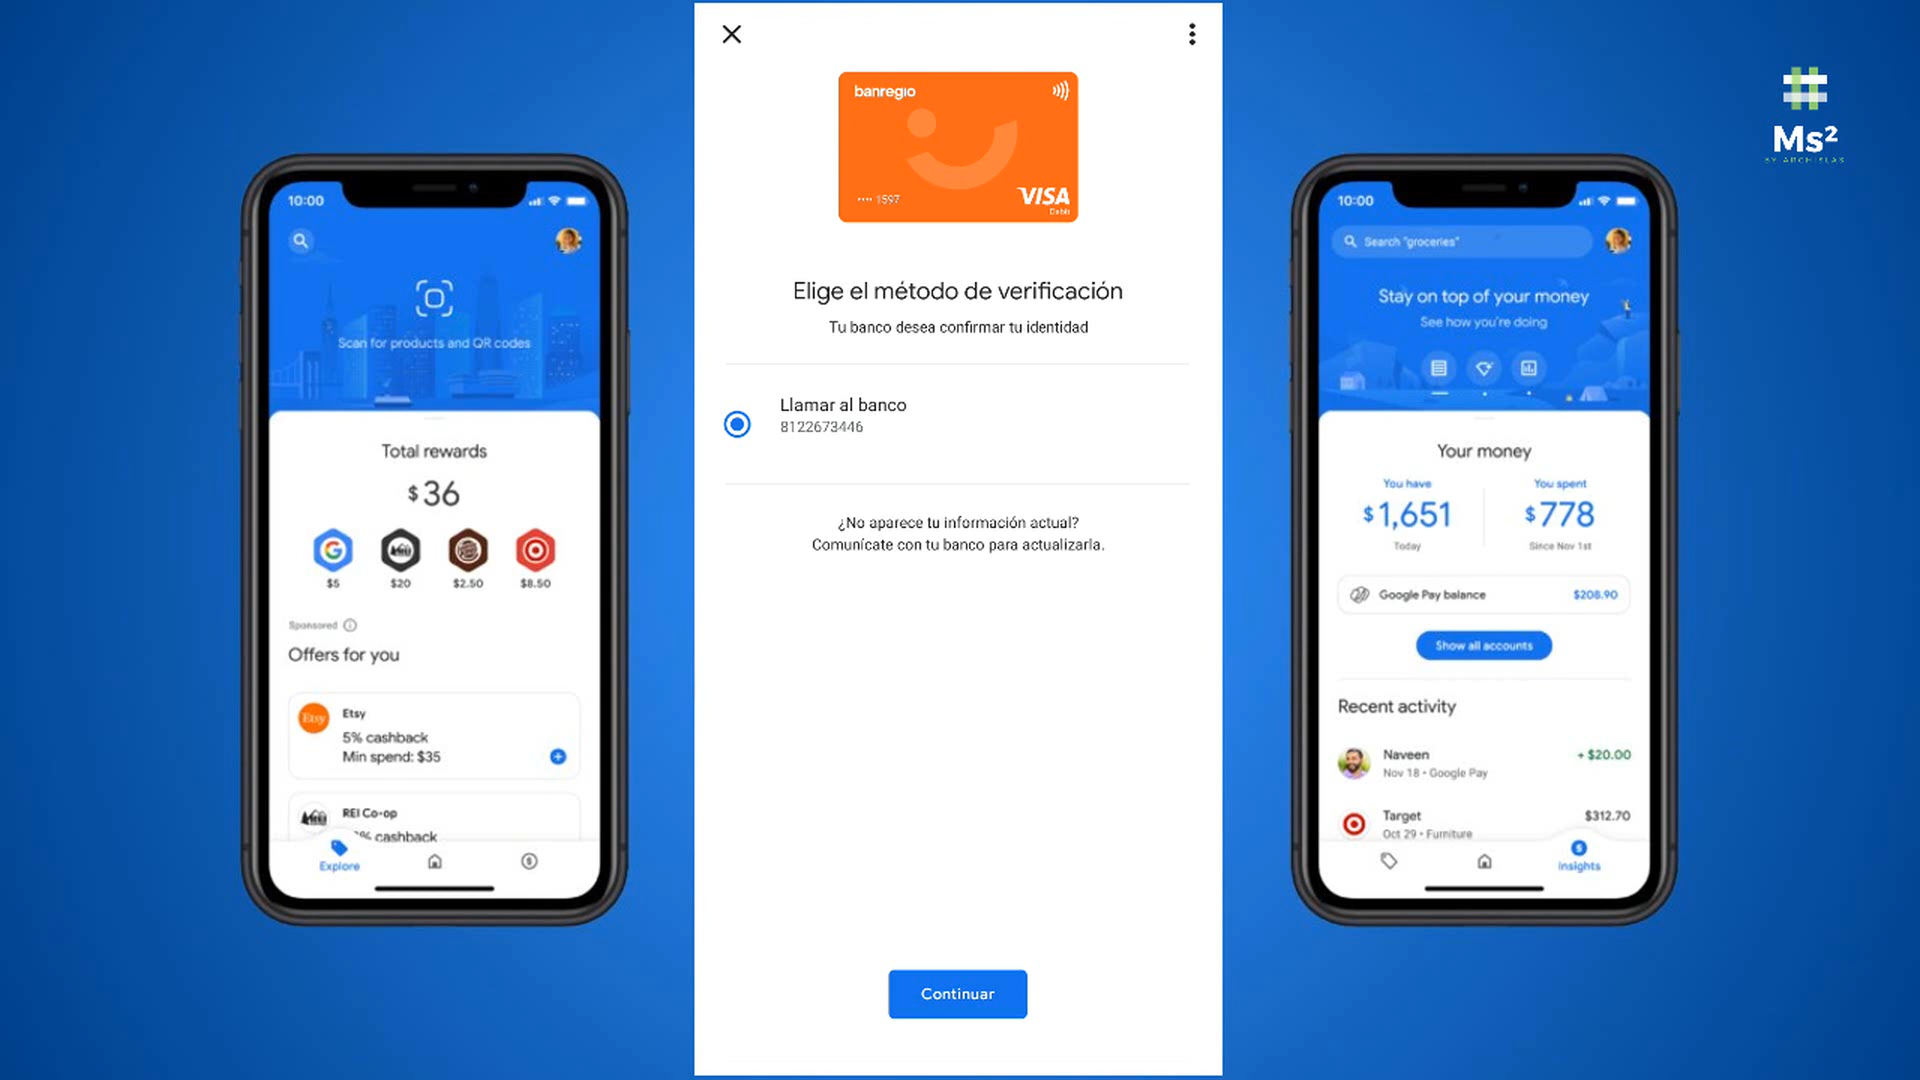 10:00
Scan for products and QR codes
Total rewards
$36
$5
$20
$2.50
$8.50
Sponsored
Offers for you
Etsy
Etsy
5% cashback
Min spend: $35
REI Co-op
% cashback
Explore
banregio
•••• 1597
VISA
Debit
Elige el método de verificación
Tu banco desea confirmar tu identidad
Llamar al banco
8122673446
¿No aparece tu información actual?
Comunícate con tu banco para actualizarla.
Continuar
10:00
Search "groceries"
Stay on top of your money
See how you're doing
Your money
You have
$1,651
Today
You spent
$778
Since Nov 1st
Google Pay balance
$208.90
Show all accounts
Recent activity
Naveen
+ $20.00
Nov 18 • Google Pay
Target
$312.70
Oct 29 • Furniture
Insights
Ms²
BY ARCHISLAS